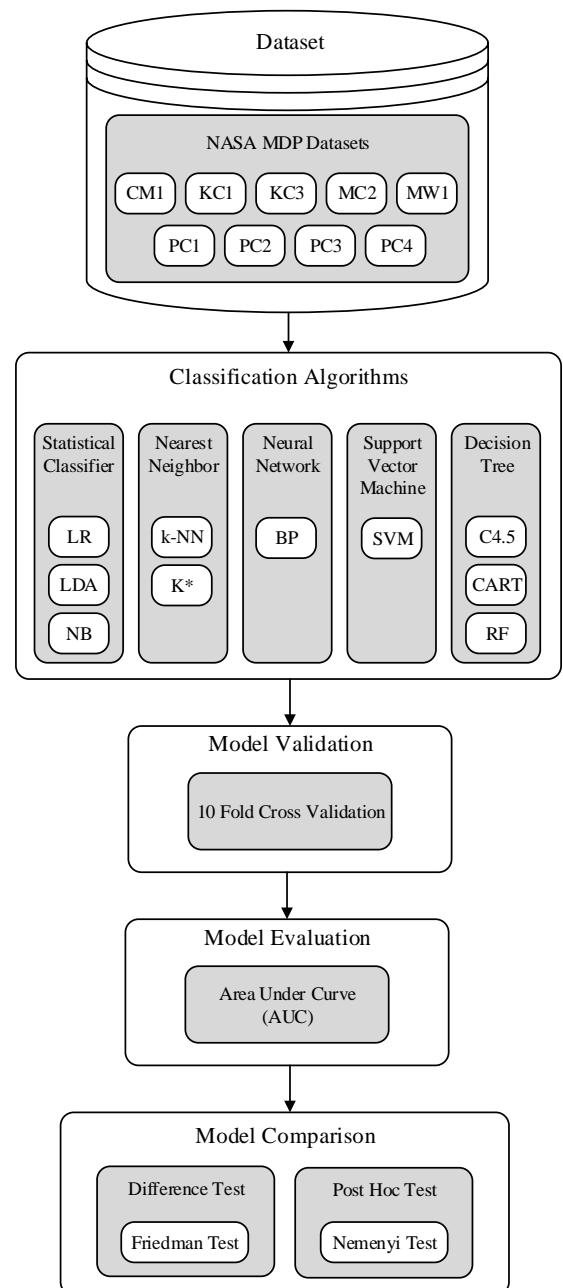 Dataset
NASA MDP Datasets
CM1 KC1 KC3 MC2 MW1
PC1 PC2 PC3 PC4
Classification Algorithms
Statistical
Classifier
LR
LDA
NB
Nearest
Neighbor
k-NN
K*
Neural
Network
BP
Support
Vector
Machine
SVM
Decision
Tree
C4.5
CART
RF
Model Validation
10 Fold Cross Validation
Model Evaluation
Area Under Curve
(AUC)
Model Comparison
Difference Test
Friedman Test
Post Hoc Test
Nemenyi Test